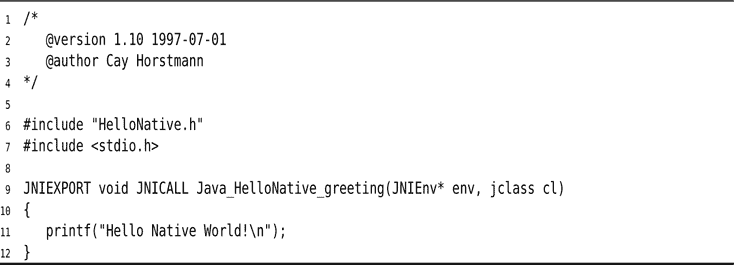 1 /*
2    @version 1.10 1997-07-01
3    @author Cay Horstmann
4 */
5
6 #include "HelloNative.h"
7 #include <stdio.h>
8
9 JNIEXPORT void JNICALL Java_HelloNative_greeting(JNIEnv* env, jclass cl)
10 {
11    printf("Hello Native World!\n");
12 }